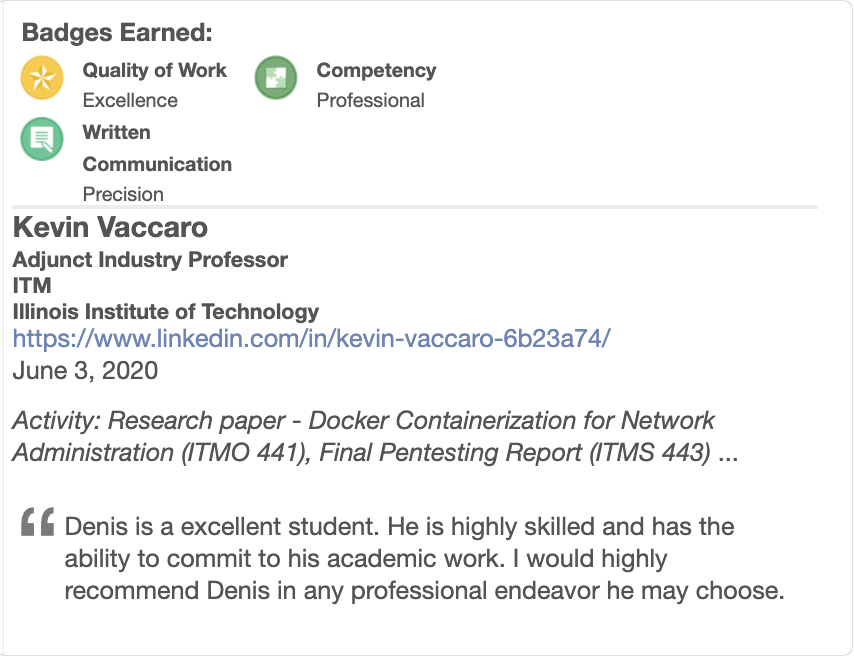 Badges Earned:
Quality of Work
Excellence
Competency
Professional
Written
Communication
Precision
Kevin Vaccaro
Adjunct Industry Professor
ITM
Illinois Institute of Technology
https://www.linkedin.com/in/kevin-vaccaro-6b23a74/
June 3, 2020
Activity: Research paper - Docker Containerization for Network
Administration (ITMO 441), Final Pentesting Report (ITMS 443) ...
“ Denis is a excellent student. He is highly skilled and has the
ability to commit to his academic work. I would highly
recommend Denis in any professional endeavor he may choose.